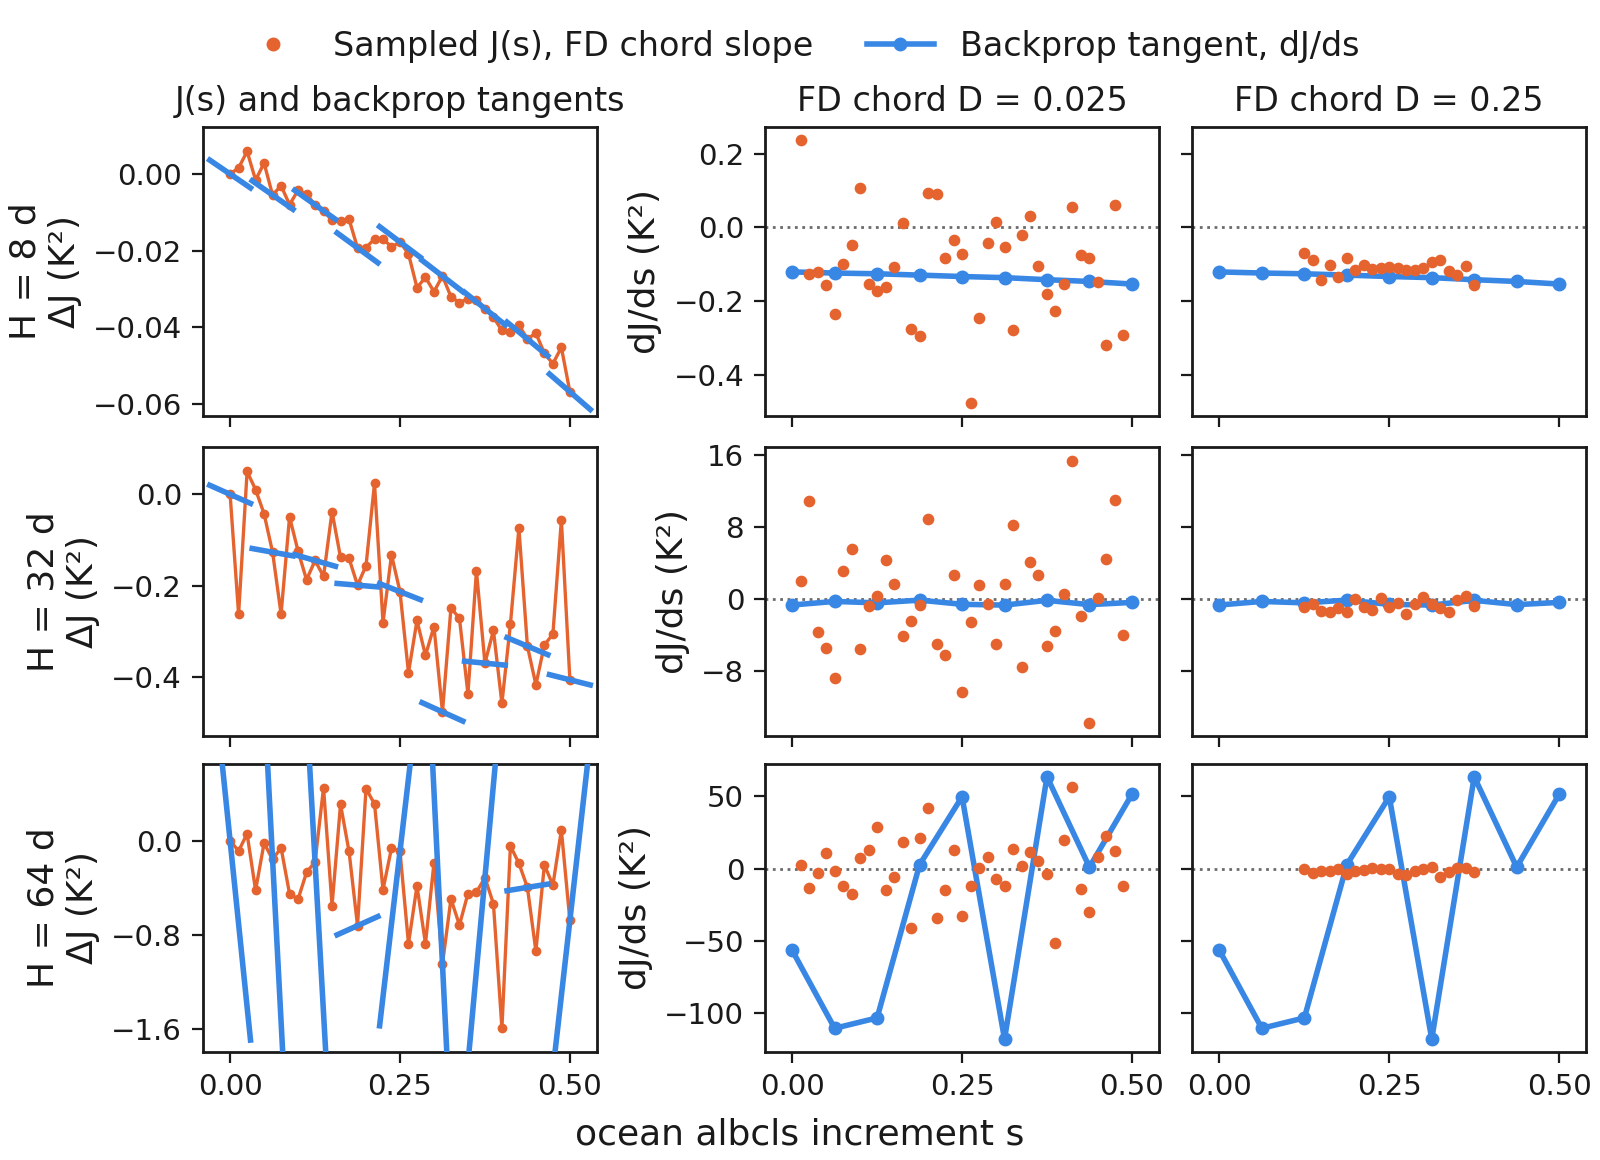 Sampled J(s), FD chord slope
Backprop tangent, dJ/ds
J(s) and backprop tangents
FD chord D = 0.025
FD chord D = 0.25
H = 8 d
ΔJ (K²)
0.00
−0.02
−0.04
−0.06
dJ/ds (K²)
0.2
0.0
−0.2
−0.4
H = 32 d
ΔJ (K²)
0.0
−0.2
−0.4
dJ/ds (K²)
16
8
0
−8
H = 64 d
ΔJ (K²)
0.0
−0.8
−1.6
dJ/ds (K²)
50
0
−50
−100
0.00 0.25 0.50
0.00 0.25 0.50
0.00 0.25 0.50
ocean albcls increment s